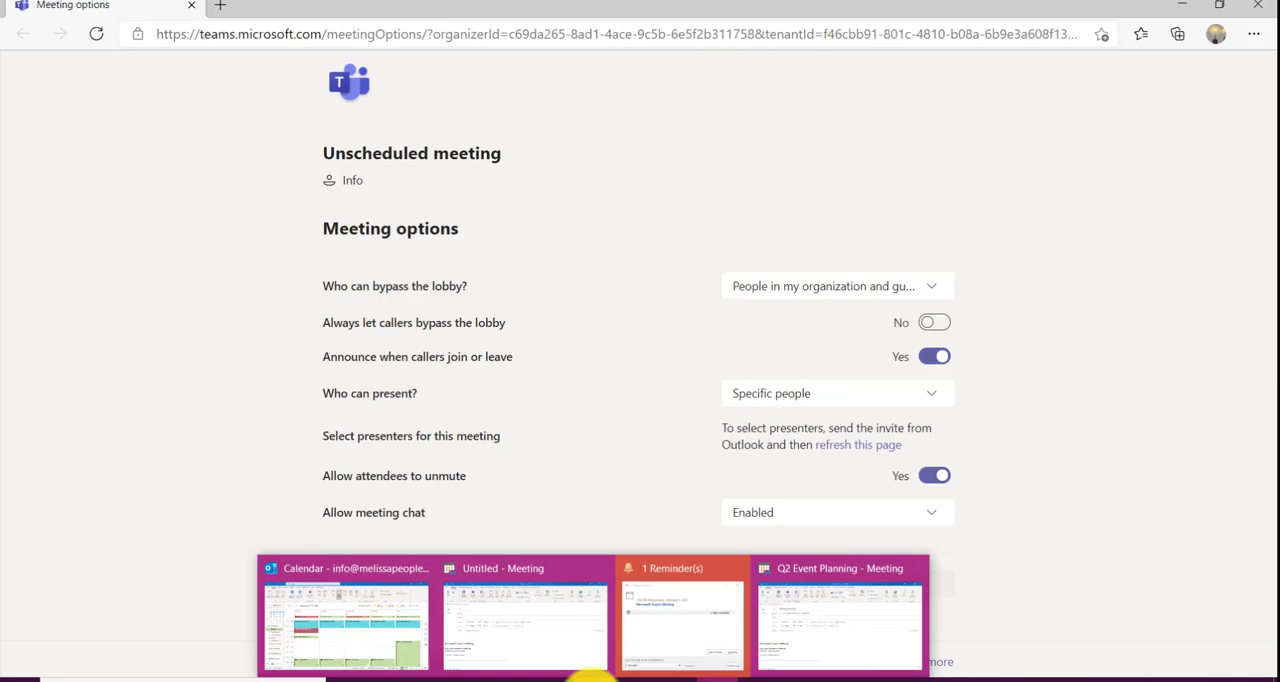 Meeting options
https://teams.microsoft.com/meetingOptions/?organizerId=c69da265-8ad1-4ace-9c5b-6e5f2b311758&tenantId=f46cbb91-801c-4810-b08a-6b9e3a608f13...
T
Unscheduled meeting
Info
Meeting options
Who can bypass the lobby? People in my organization and gu...
Always let callers bypass the lobby No
Announce when callers join or leave Yes
Who can present? Specific people
Select presenters for this meeting
To select presenters, send the invite from
Outlook and then refresh this page
Allow attendees to unmute Yes
Allow meeting chat Enabled
Calendar - info@melissapeople... Untitled - Meeting 1 Reminder(s) Q2 Event Planning - Meeting
more